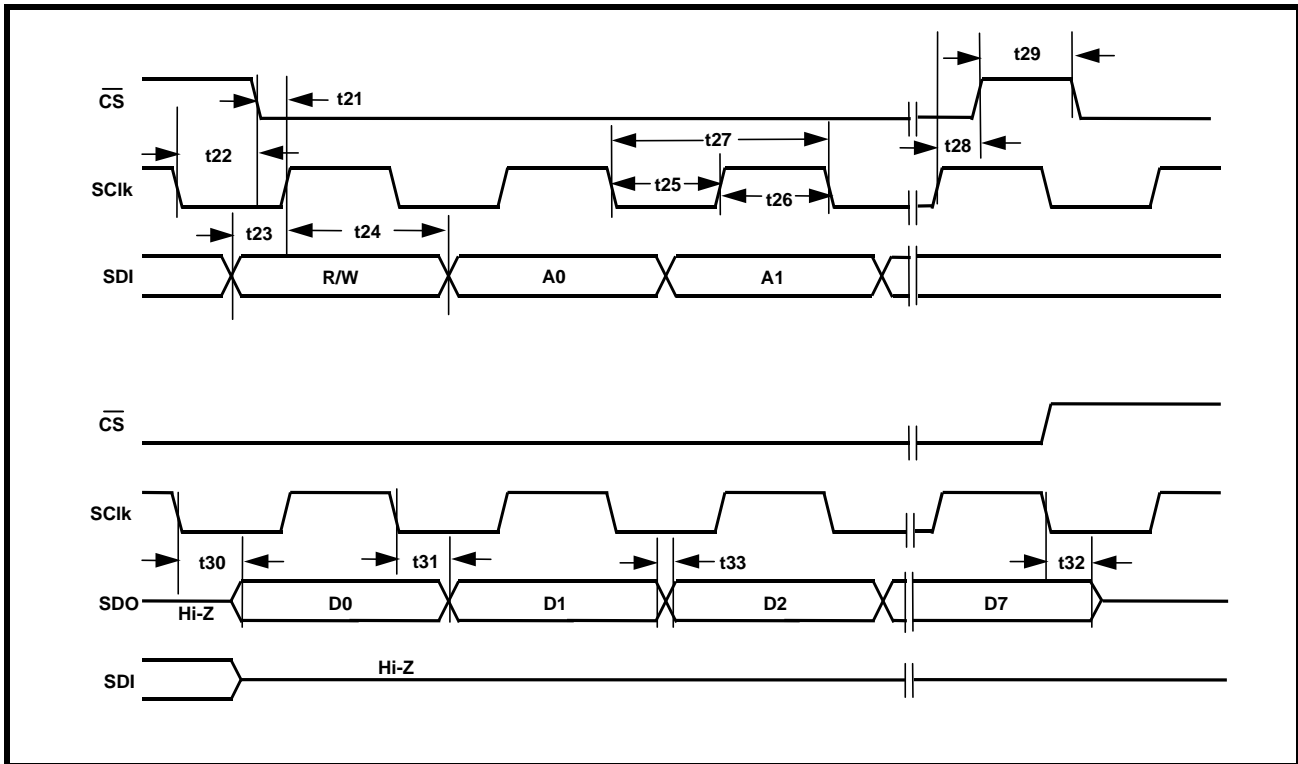 t29
CS
t21
t27
t22
t28
SClk
t25
t26
t23
t24
SDI
R/W
A0
A1
CS
SClk
t30
t31
t33
t32
SDO
Hi-Z
D0
D1
D2
D7
SDI
Hi-Z